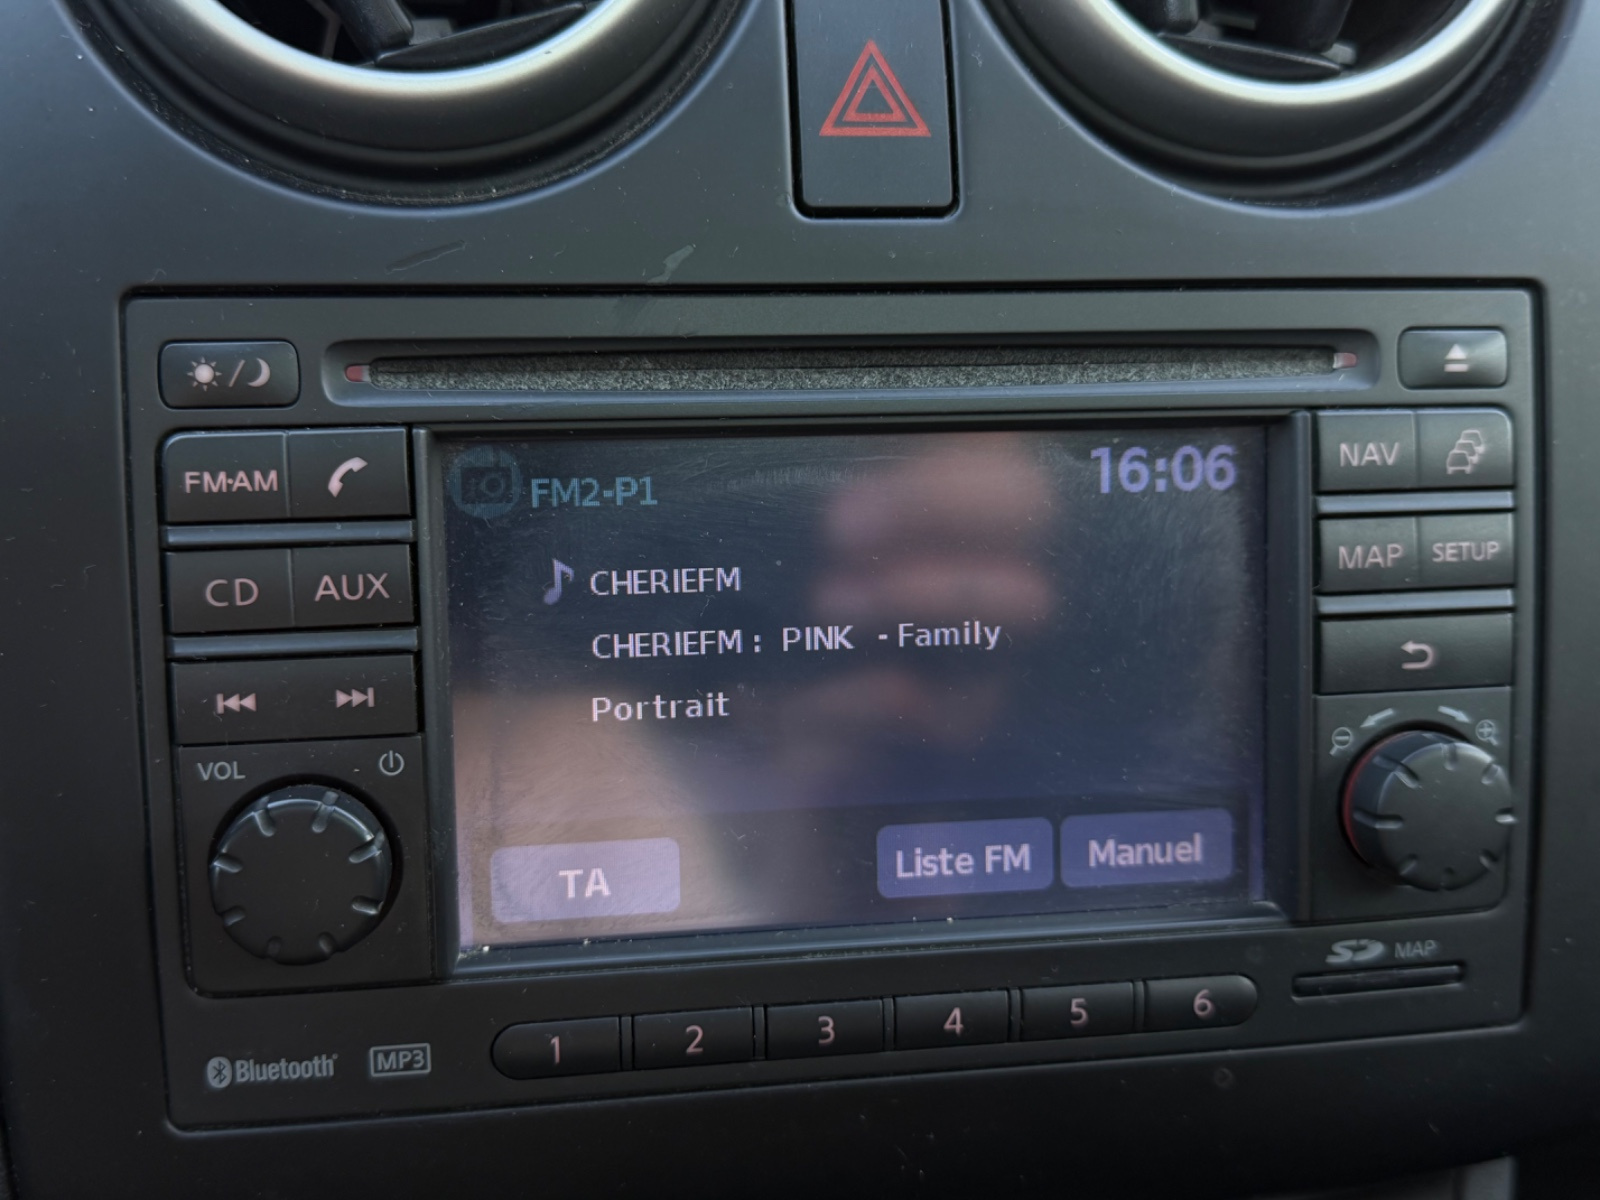 FM·AM
CD AUX
VOL
FM2-P1 16:06
CHERIEFM
CHERIEFM : PINK - Family
Portrait
TA Liste FM Manuel
NAV
MAP SETUP
SD MAP
Bluetooth MP3
1 2 3 4 5 6